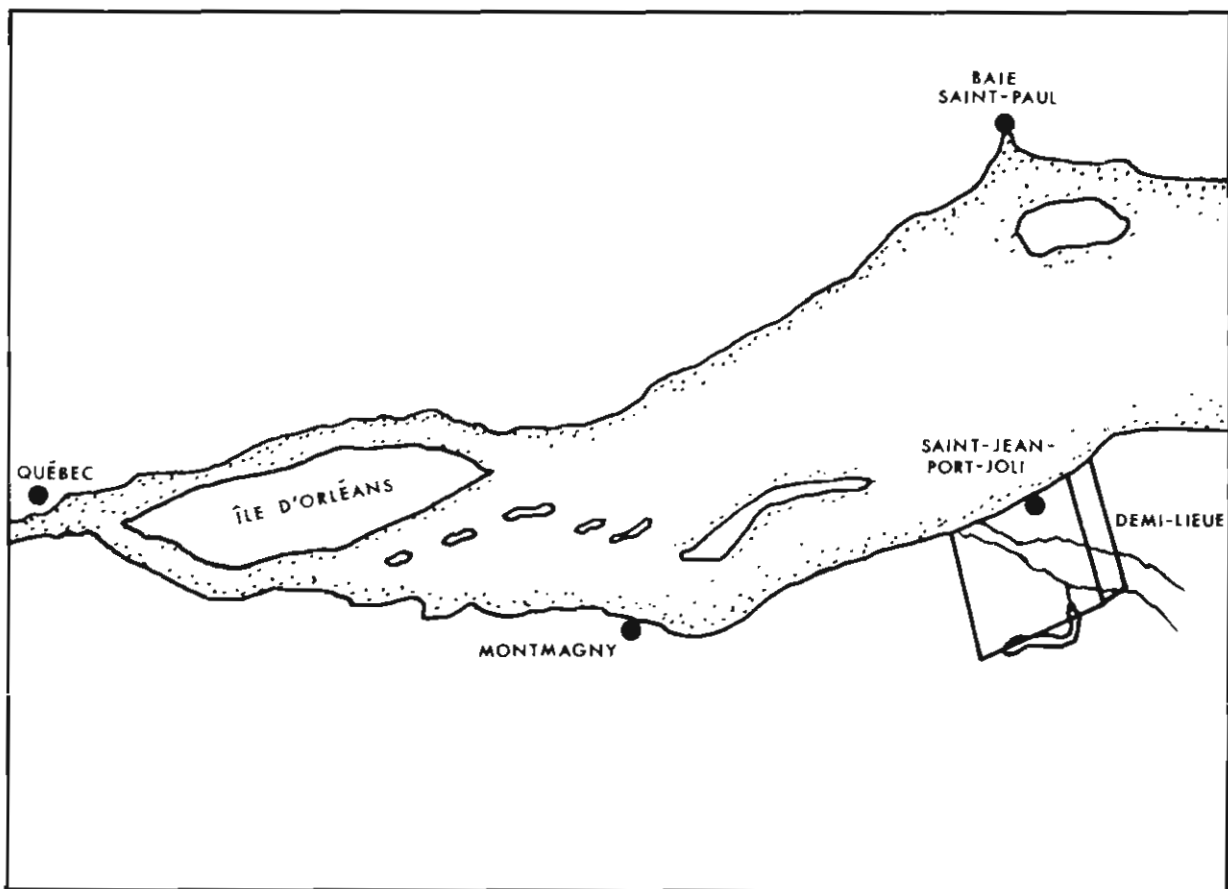 BAIE
SAINT-PAUL
SAINT-JEAN-
PORT-JOLI
QUÉBEC
ÎLE D'ORLÉANS
DEMI-LIEUE
MONTMAGNY